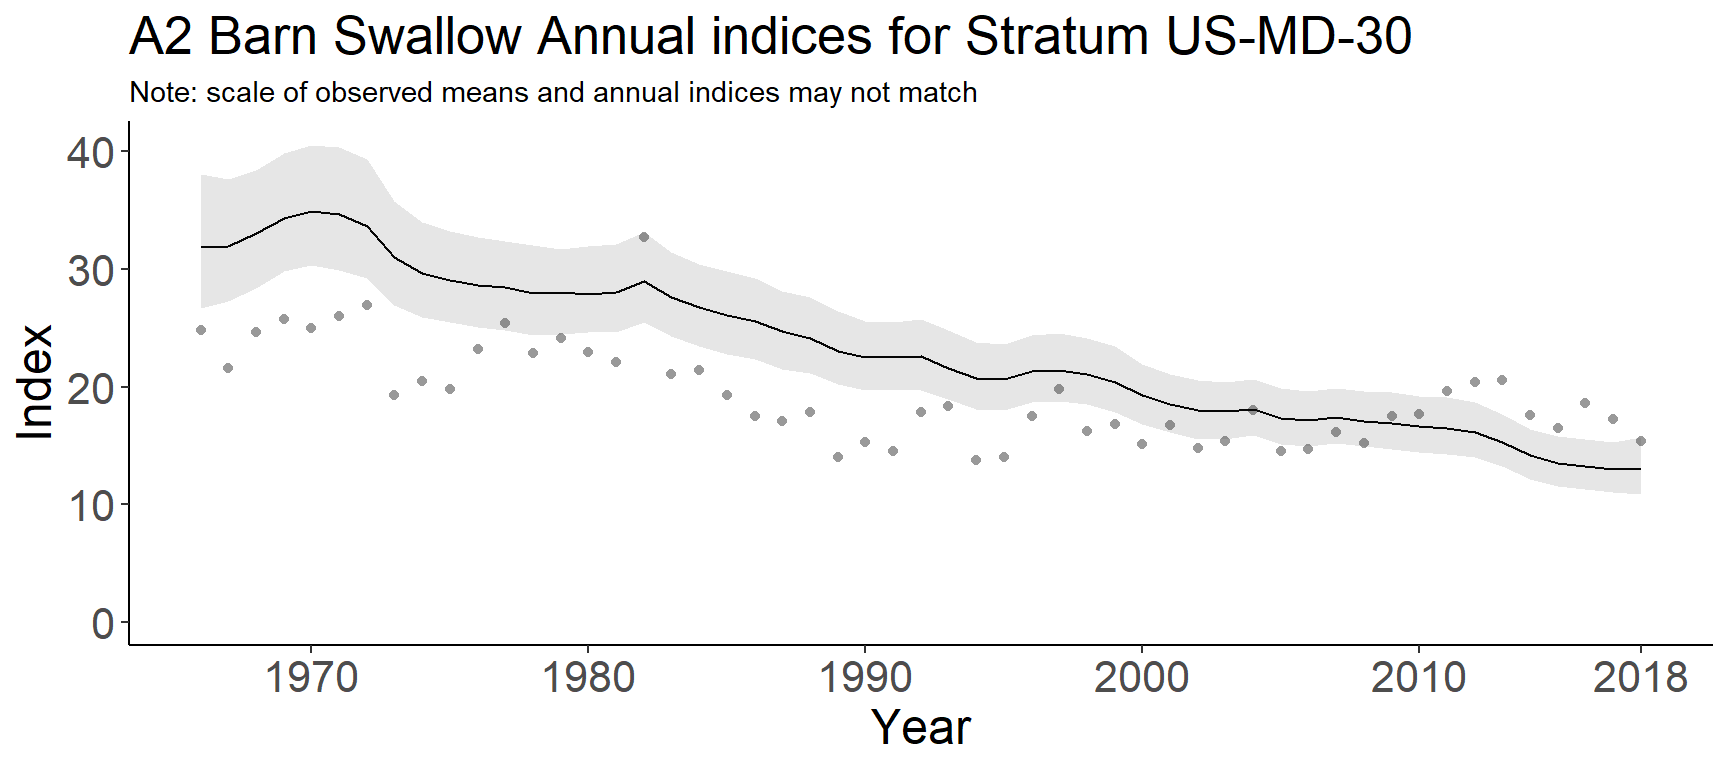 A2 Barn Swallow Annual indices for Stratum US-MD-30
Note: scale of observed means and annual indices may not match
40
30
20
10
0
Index
1970 1980 1990 2000 2010 2018
Year